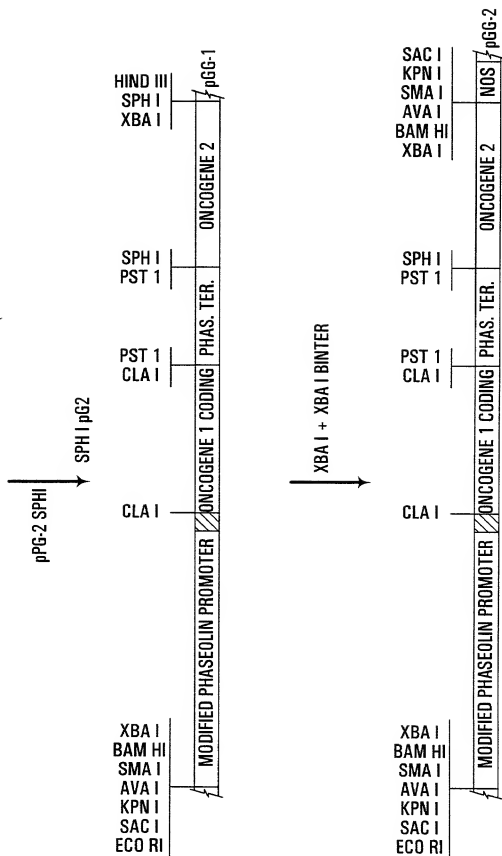 pPG-2 SPHI
SPH I pG2
HIND III
SPH I
XBA I
pGG-1
ONCOGENE 2
SPH I
PST 1
PHAS. TER.
PST 1
CLA I
ONCOGENE 1 CODING
CLA I
MODIFIED PHASEOLIN PROMOTER
XBA I
BAM HI
SMA I
AVA I
KPN I
SAC I
ECO RI
XBA I + XBA I BINTER
SAC I
KPN I
SMA I
AVA I
BAM HI
XBA I
pGG-2
NOS
ONCOGENE 2
SPH I
PST 1
PHAS. TER.
PST 1
CLA I
ONCOGENE 1 CODING
CLA I
MODIFIED PHASEOLIN PROMOTER
XBA I
BAM HI
SMA I
AVA I
KPN I
SAC I
ECO RI